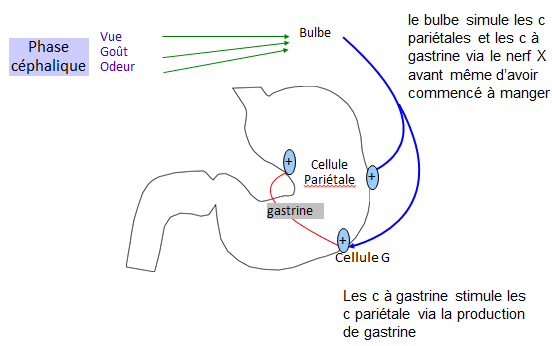 Phase
céphalique
Vue
Goût
Odeur
Bulbe
le bulbe simule les c
pariétales et les c à
gastrine via le nerf X
avant même d'avoir
commencé à manger
+
Cellule
Pariétale
+
gastrine
+
Cellule G
Les c à gastrine stimule les
c pariétale via la production
de gastrine